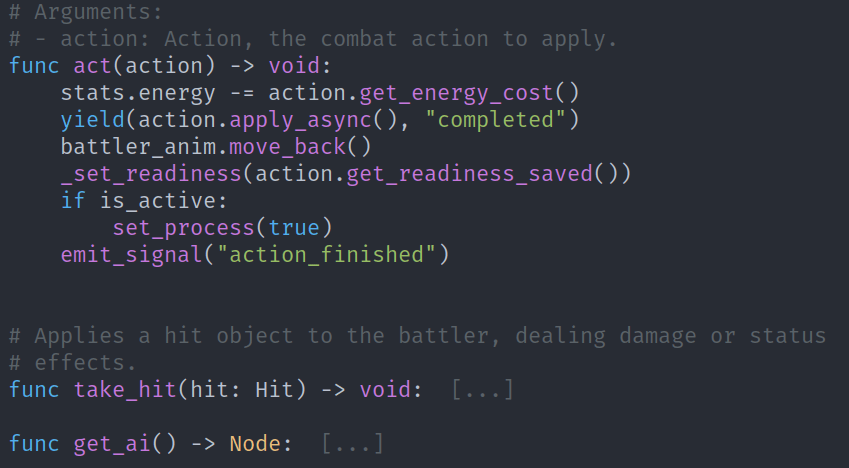 # Arguments:
# - action: Action, the combat action to apply.
func act(action) -> void:
    stats.energy -= action.get_energy_cost()
    yield(action.apply_async(), "completed")
    battler_anim.move_back()
    _set_readiness(action.get_readiness_saved())
    if is_active:
        set_process(true)
    emit_signal("action_finished")
# Applies a hit object to the battler, dealing damage or status
# effects.
func take_hit(hit: Hit) -> void:  [...]
func get_ai() -> Node:  [...]